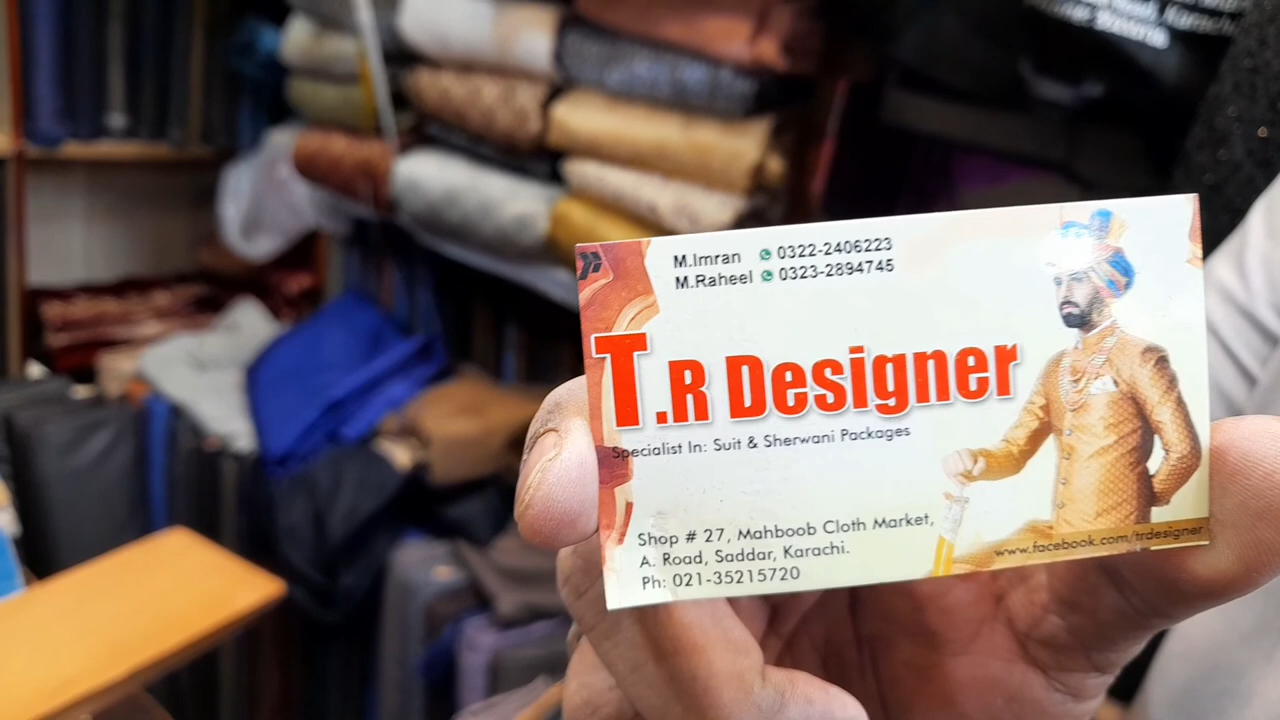 M.Imran 0322-2406223
M.Raheel 0323-2894745
T.R Designer
Specialist In: Suit & Sherwani Packages
Shop # 27, Mahboob Cloth Market,
A. Road, Saddar, Karachi.
Ph: 021-35215720
www.facebook.com/trdesigner